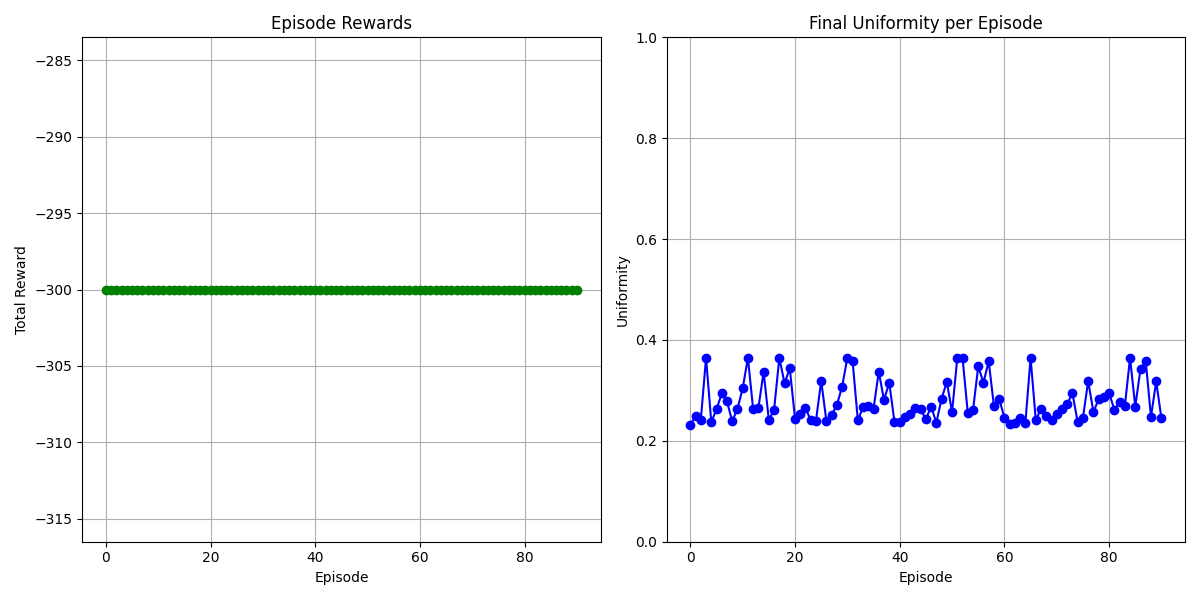 Episode Rewards
Total Reward
−285
−290
−295
−300
−305
−310
−315
0 20 40 60 80
Episode
Final Uniformity per Episode
Uniformity
1.0
0.8
0.6
0.4
0.2
0.0
0 20 40 60 80
Episode